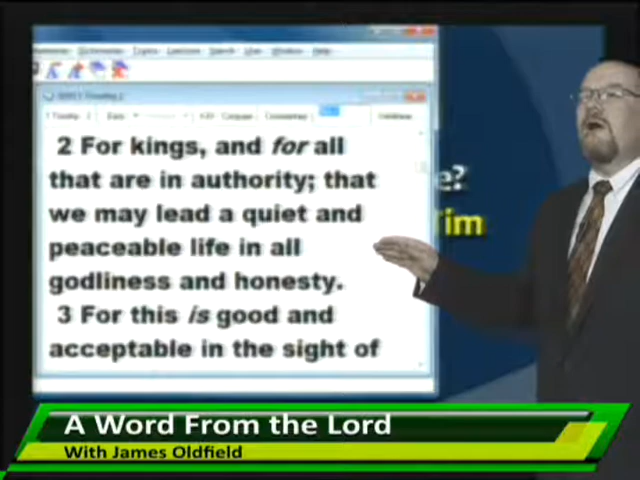 2 For kings, and for all
that are in authority; that
we may lead a quiet and
peaceable life in all
godliness and honesty.
3 For this is good and
acceptable in the sight of
e?
Tim
A Word From the Lord
With James Oldfield